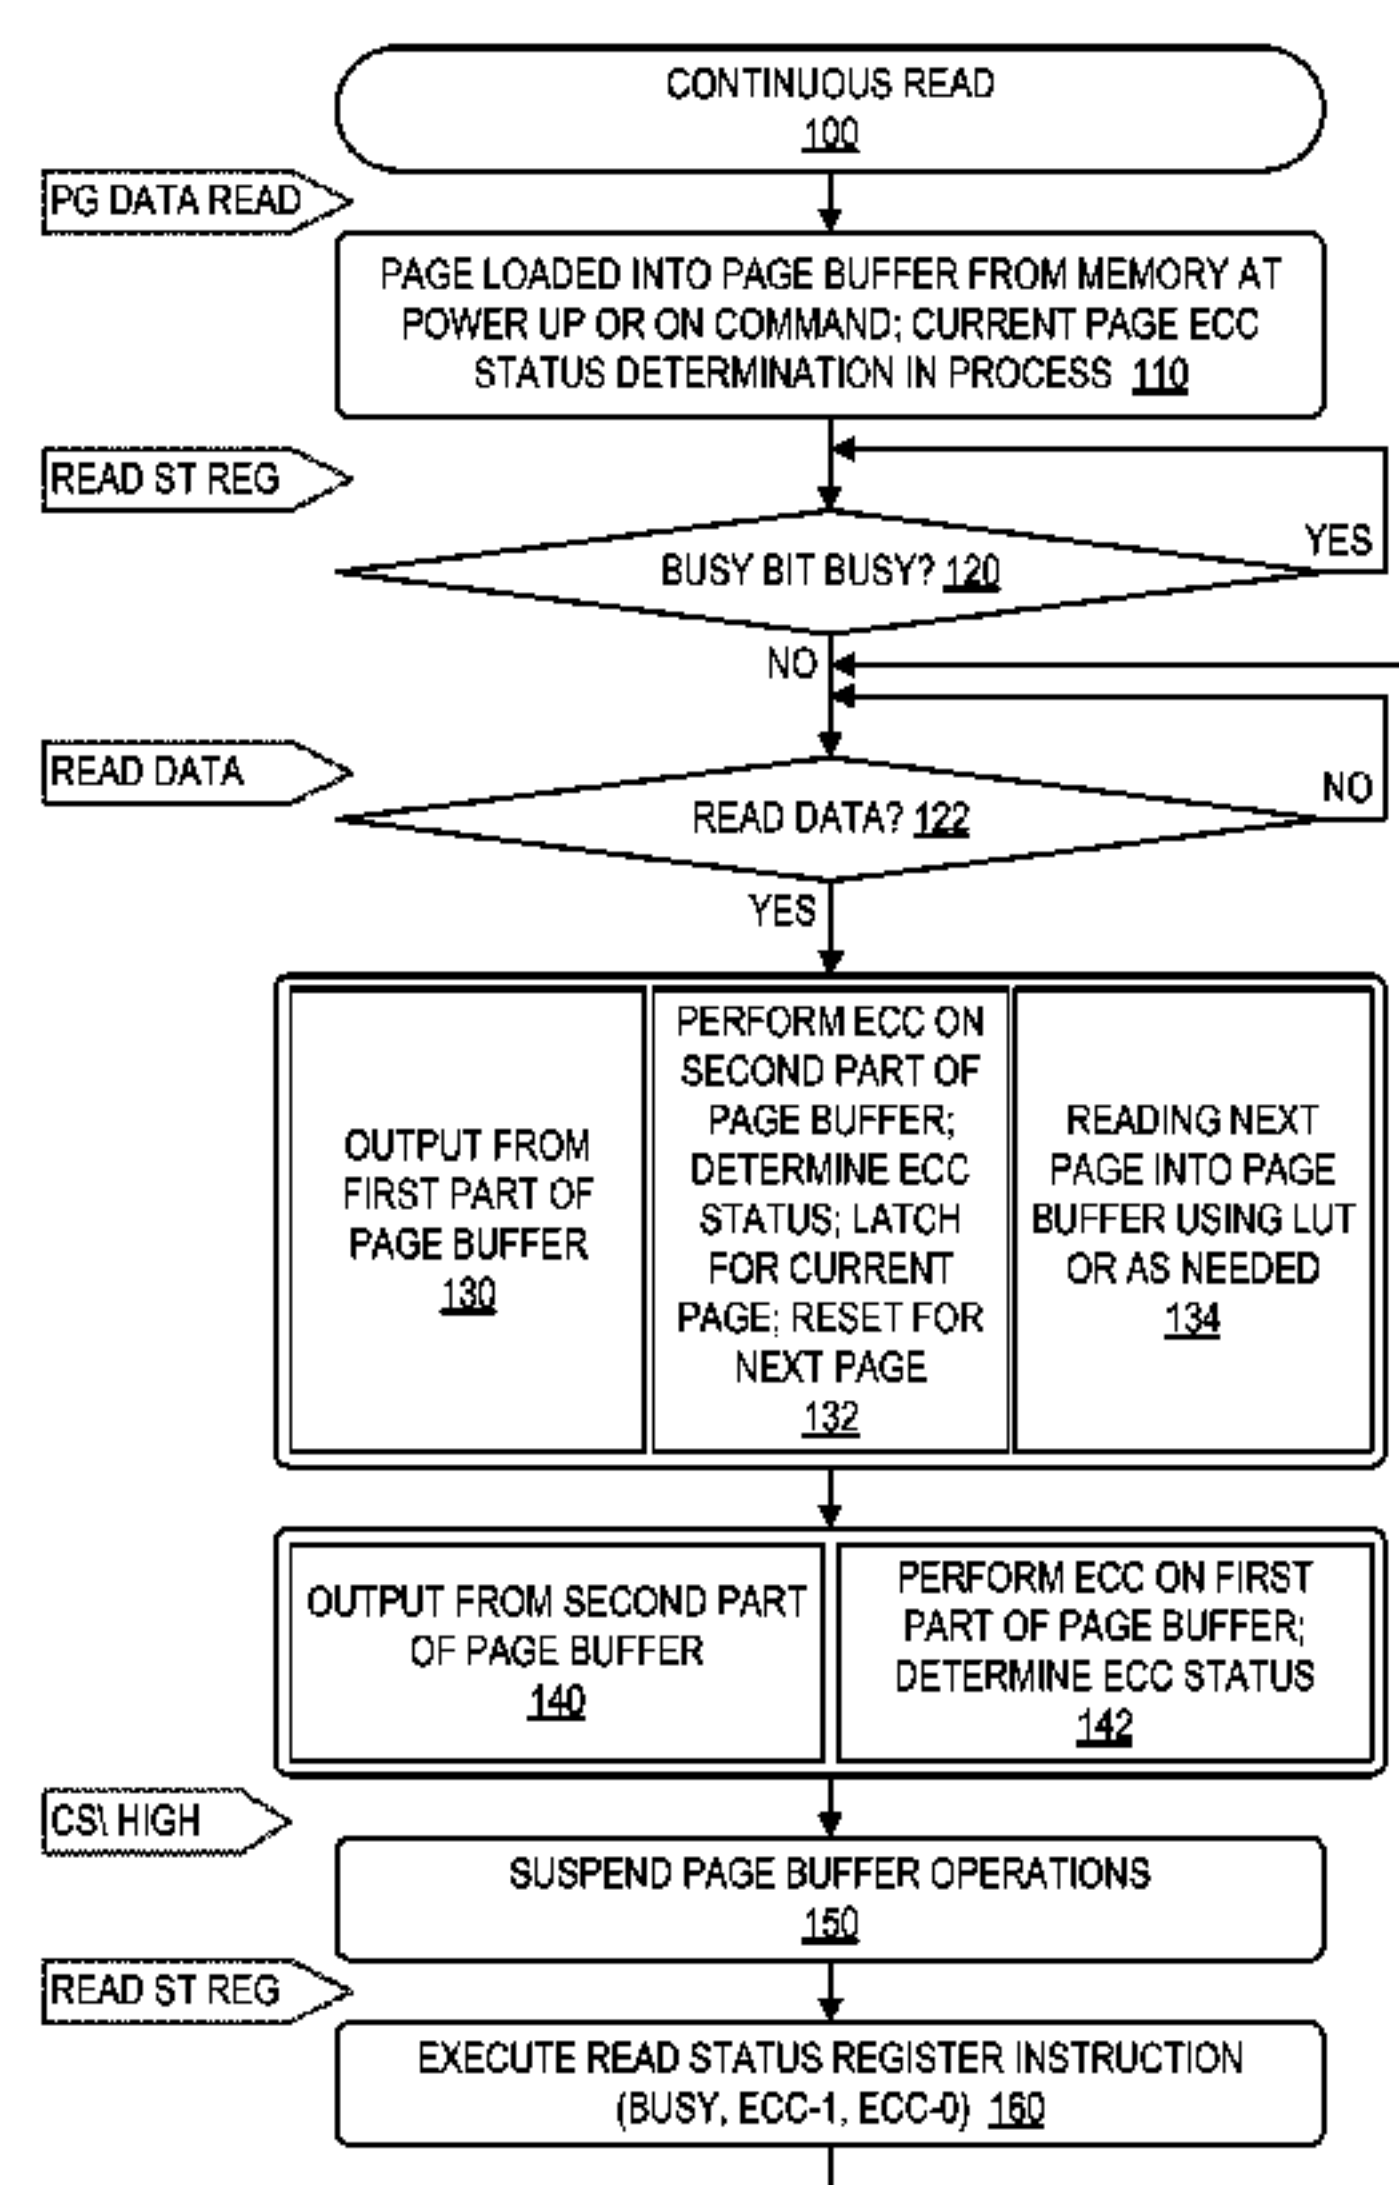 CONTINUOUS READ
100
PG DATA READ
PAGE LOADED INTO PAGE BUFFER FROM MEMORY AT
POWER UP OR ON COMMAND; CURRENT PAGE ECC
STATUS DETERMINATION IN PROCESS 110
READ ST REG
YES
BUSY BIT BUSY? 120
NO
READ DATA
NO
READ DATA? 122
YES
OUTPUT FROM
FIRST PART OF
PAGE BUFFER
130
PERFORM ECC ON
SECOND PART OF
PAGE BUFFER;
DETERMINE ECC
STATUS; LATCH
FOR CURRENT
PAGE; RESET FOR
NEXT PAGE
132
READING NEXT
PAGE INTO PAGE
BUFFER USING LUT
OR AS NEEDED
134
OUTPUT FROM SECOND PART
OF PAGE BUFFER
140
PERFORM ECC ON FIRST
PART OF PAGE BUFFER;
DETERMINE ECC STATUS
142
CS\ HIGH
SUSPEND PAGE BUFFER OPERATIONS
150
READ ST REG
EXECUTE READ STATUS REGISTER INSTRUCTION
(BUSY, ECC-1, ECC-0) 160